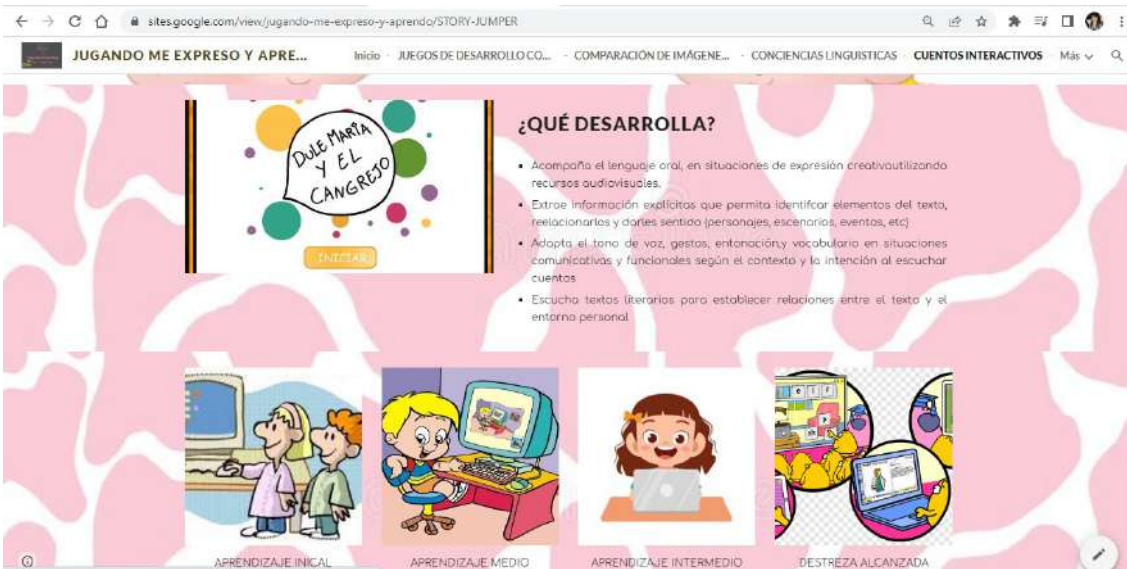 sites.google.com/view/jugando-me-expreso-y-aprendo/STORY-JUMPER
JUGANDO ME EXPRESO Y APRE...
Inicio - JUEGOS DE DESARROLLO CO... - COMPARACIÓN DE IMÁGENE... - CONCIENCIAS LINGUISTICAS CUENTOS INTERACTIVOS Más
DULE MARÍA
Y EL
CANGREJO
INICIAR
¿QUÉ DESARROLLA?
Acompaña el lenguaje oral, en situaciones de expresión creativautilizando
recursos audiovisuales.
Extrae información explícitas que permita identifcar elementos del texto,
reelacionarlos y darles sentido (personajes, escenarios, eventos, etc)
Adapta el tono de voz, gestos, entonación,y vocabulario en situaciones
comunicativas y funcionales según el contexto y la intención al escuchar
cuentos
Escucha textos literarios para establecer relaciones entre el texto y el
entorno personal
APRENDIZAJE INICAL
APRENDIZAJE MEDIO
APRENDIZAJE INTERMEDIO
DESTREZA ALCANZADA